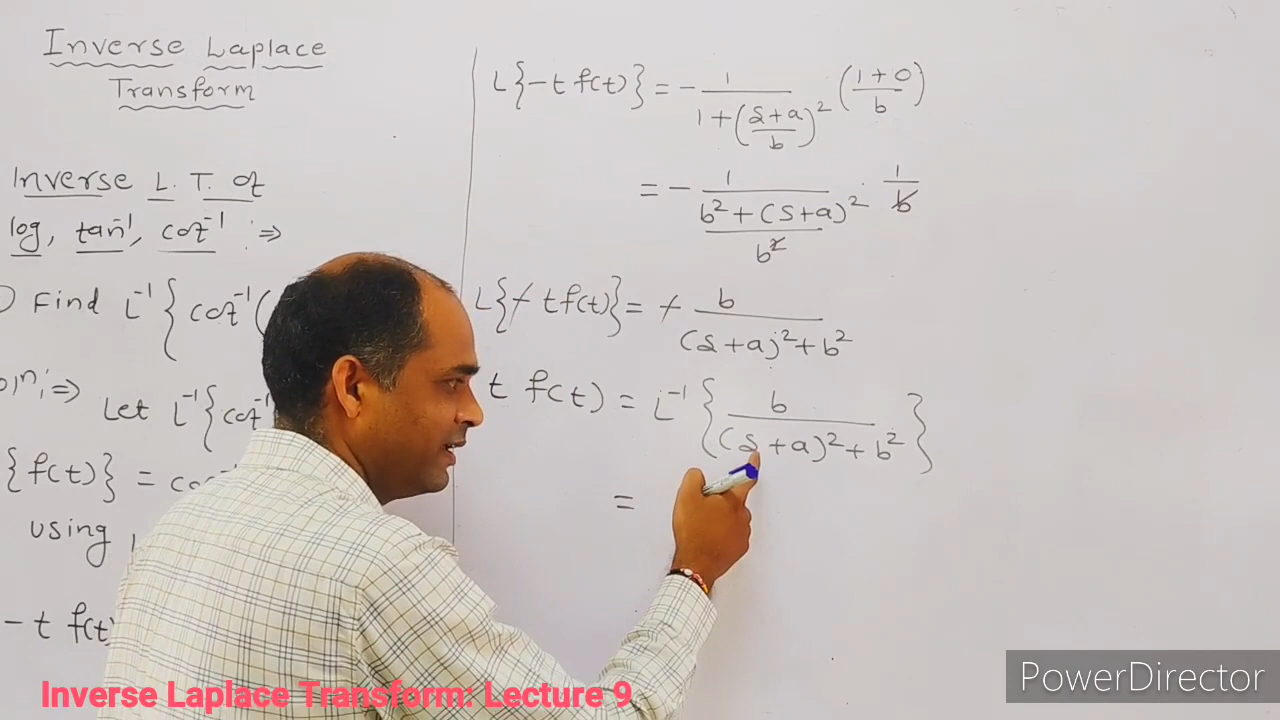 Inverse Laplace
Transform
Inverse L. T. of
log, tan⁻¹, cot⁻¹ :⇒
) Find L⁻¹ { cot⁻¹ (
⇒ Let L⁻¹ { cot⁻¹
{f(t)} = co
using
- t f(t)
L{-t f(t)} = - 1/(1+((s+a)/b)²) ((1+0)/b)
= - 1/((b²+(s+a)²)/b²) 1/b
L{- t f(t)} = - b/((s+a)²+b²)
t f(t) = L⁻¹ { b/((s+a)²+b²) }
=
Inverse Laplace Transform: Lecture 9
PowerDirector